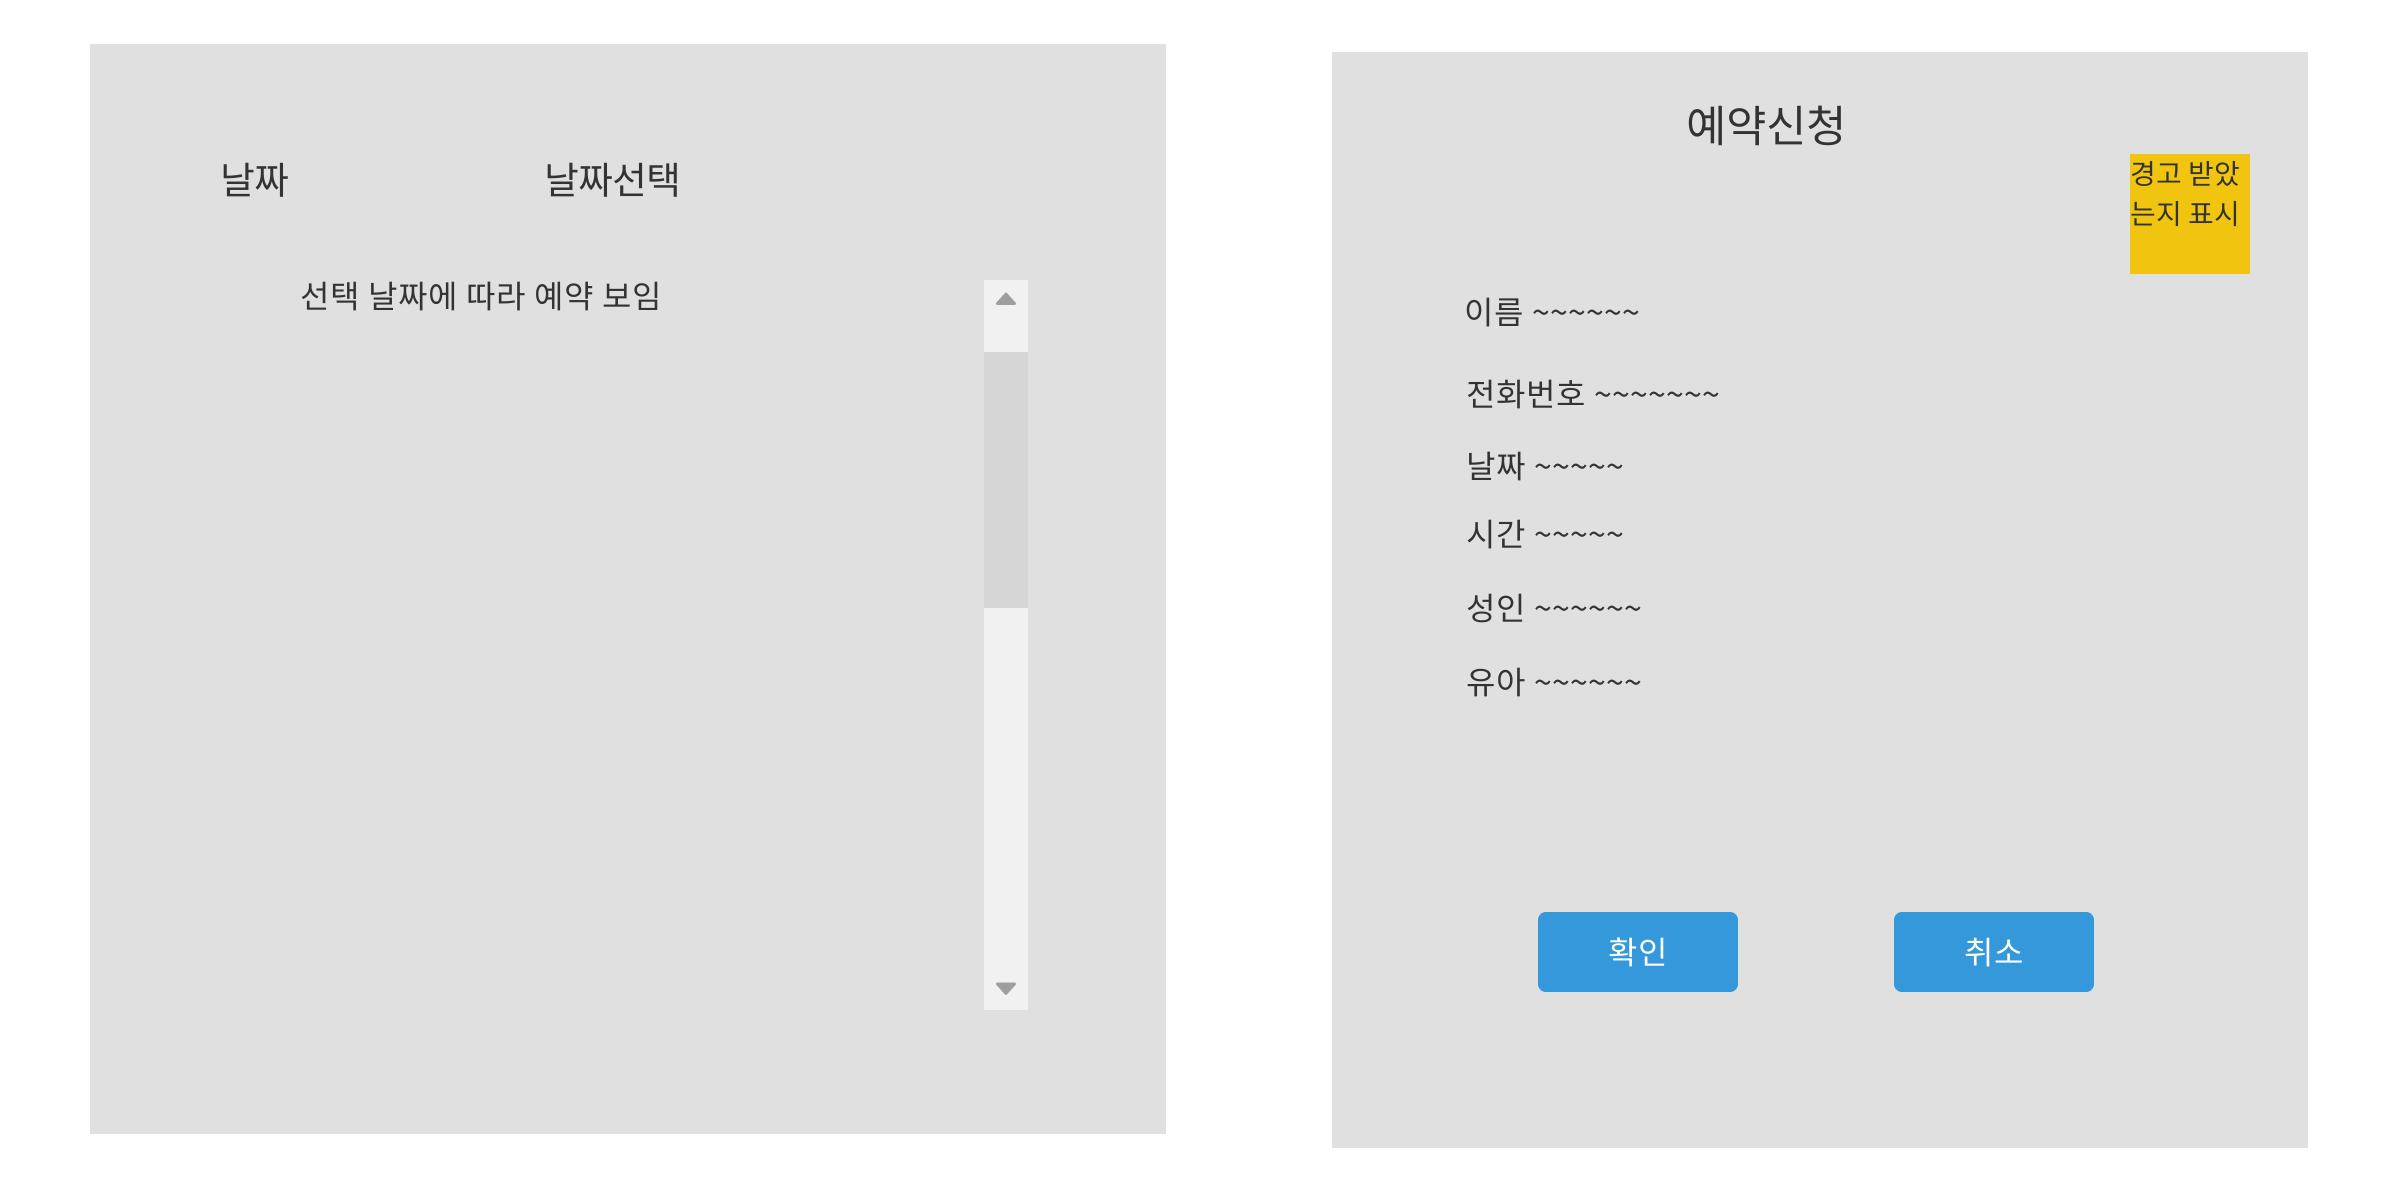 날짜
날짜선택
선택 날짜에 따라 예약 보임
예약신청
경고 받았
는지 표시
이름 ~~~~~~
전화번호 ~~~~~~~
날짜 ~~~~~
시간 ~~~~~
성인 ~~~~~~
유아 ~~~~~~
확인
취소